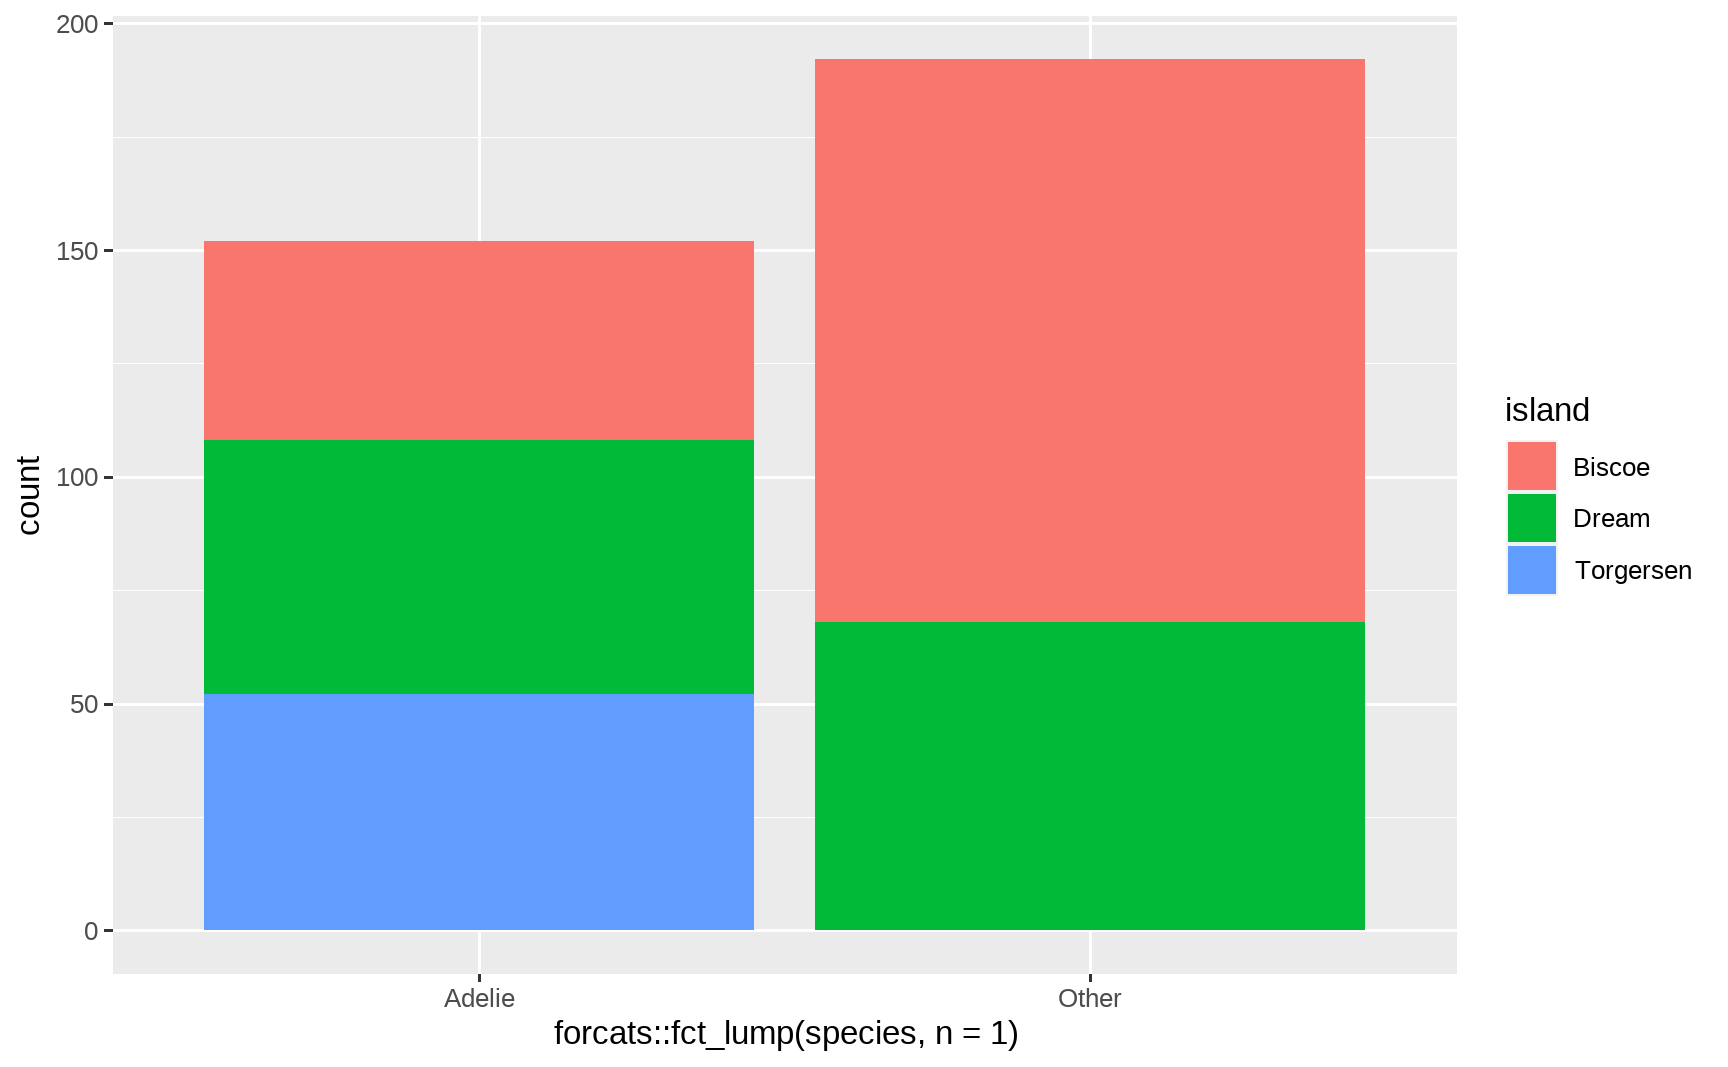 200
150
100
50
0
count
Adelie
Other
forcats::fct_lump(species, n = 1)
island
Biscoe
Dream
Torgersen